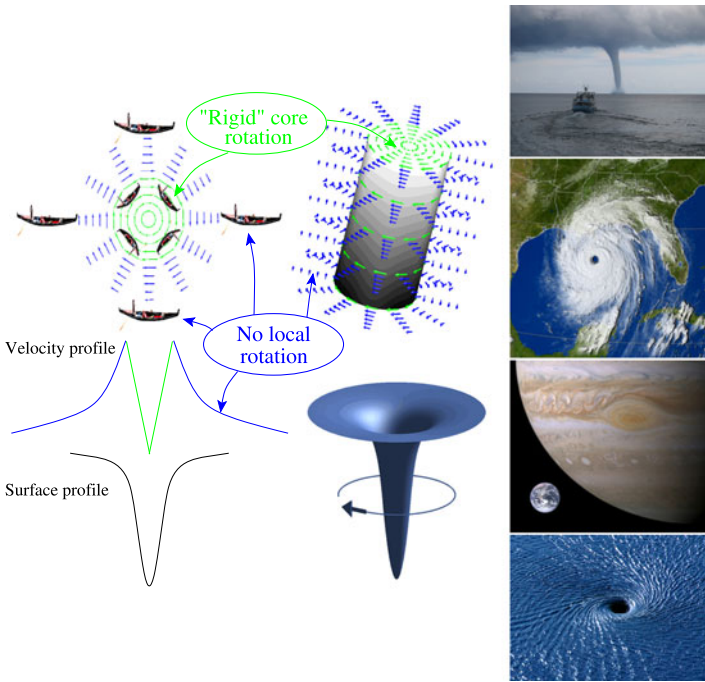 "Rigid" core
rotation
No local
rotation
Velocity profile
Surface profile